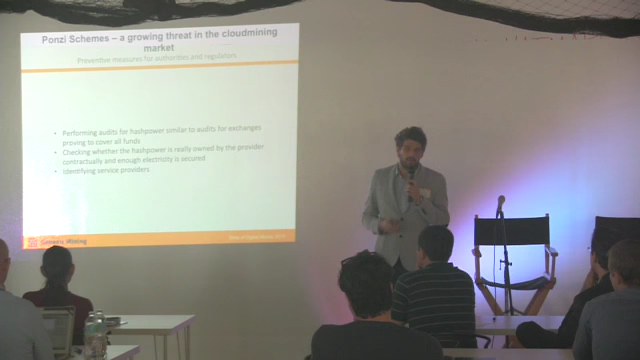 Ponzi Schemes – a growing threat in the cloudmining
market
Preventive measures for authorities and regulators
• Performing audits for hashpower similar to audits for exchanges
proving to cover all funds
• Checking whether the hashpower is really owned by the provider
contractually and enough electricity is secured
• Identifying service providers
Genesis Mining